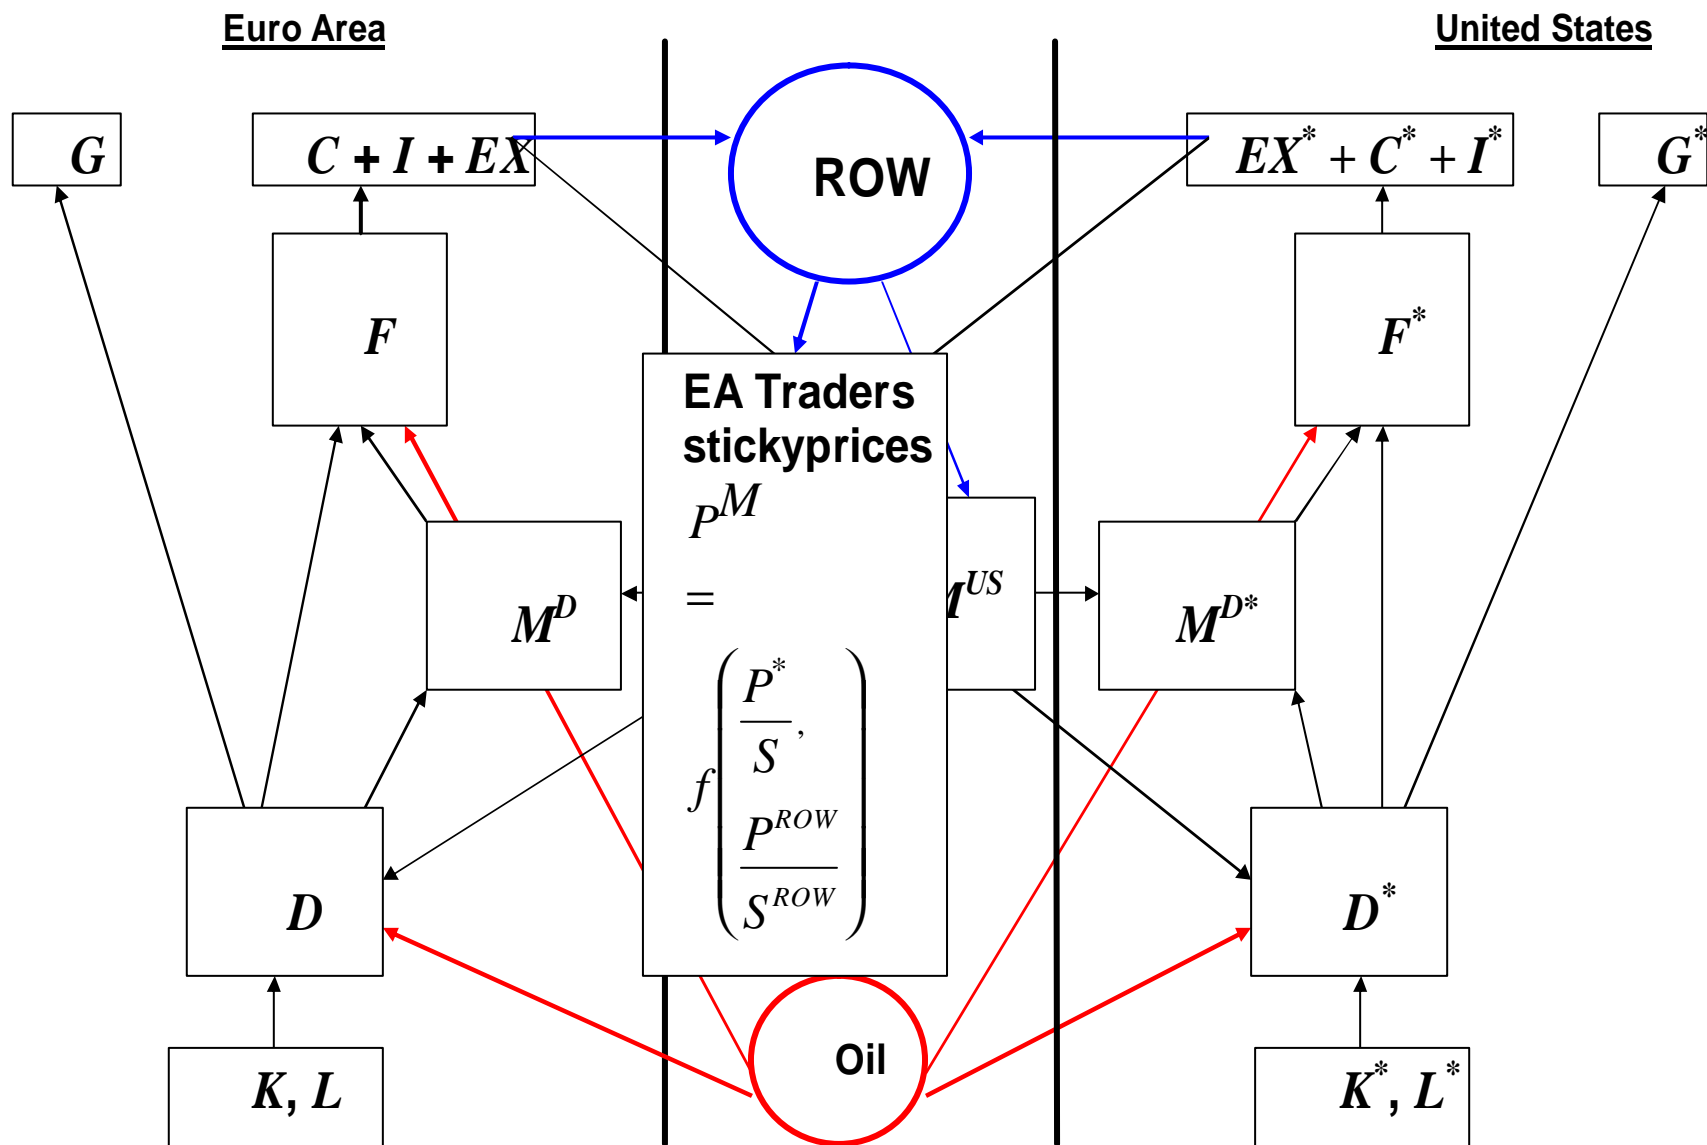 Euro Area
United States
G
C + I + EX
ROW
EX* + C* + I*
G*
F
F*
EA Traders
stickyprices
P^M
=
f(P*/S, P^ROW/S^ROW)
M^D
M^US
M^D*
D
D*
Oil
K, L
K*, L*